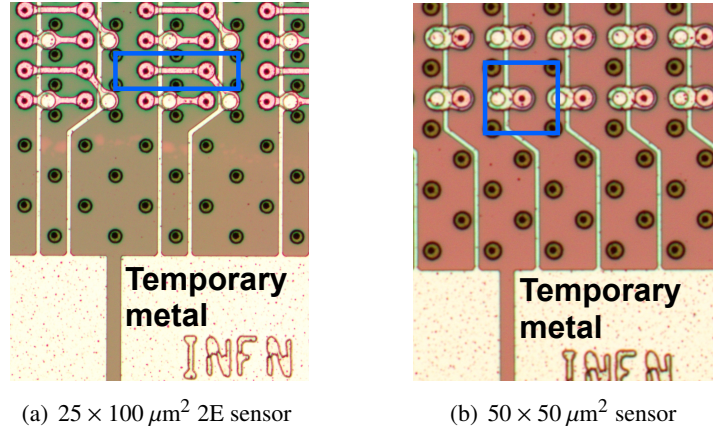 Temporary
metal
INFN
(a) 25 × 100 μm² 2E sensor
Temporary
metal
INFN
(b) 50 × 50 μm² sensor